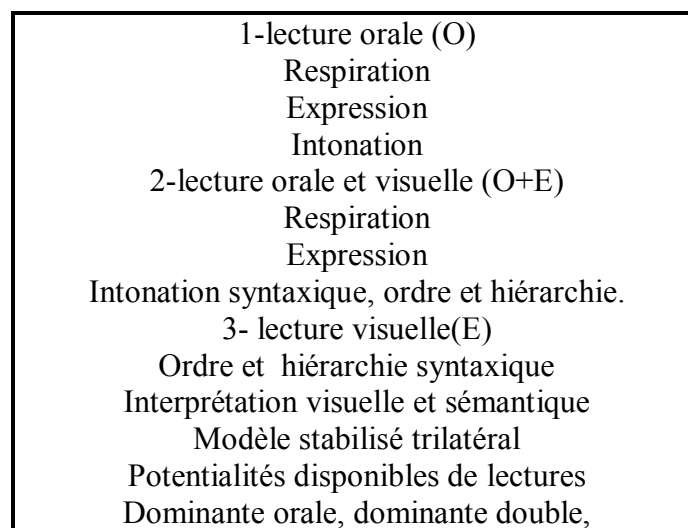 1-lecture orale (O)
Respiration
Expression
Intonation
2-lecture orale et visuelle (O+E)
Respiration
Expression
Intonation syntaxique, ordre et hiérarchie.
3- lecture visuelle(E)
Ordre et hiérarchie syntaxique
Interprétation visuelle et sémantique
Modèle stabilisé trilatéral
Potentialités disponibles de lectures
Dominante orale, dominante double,